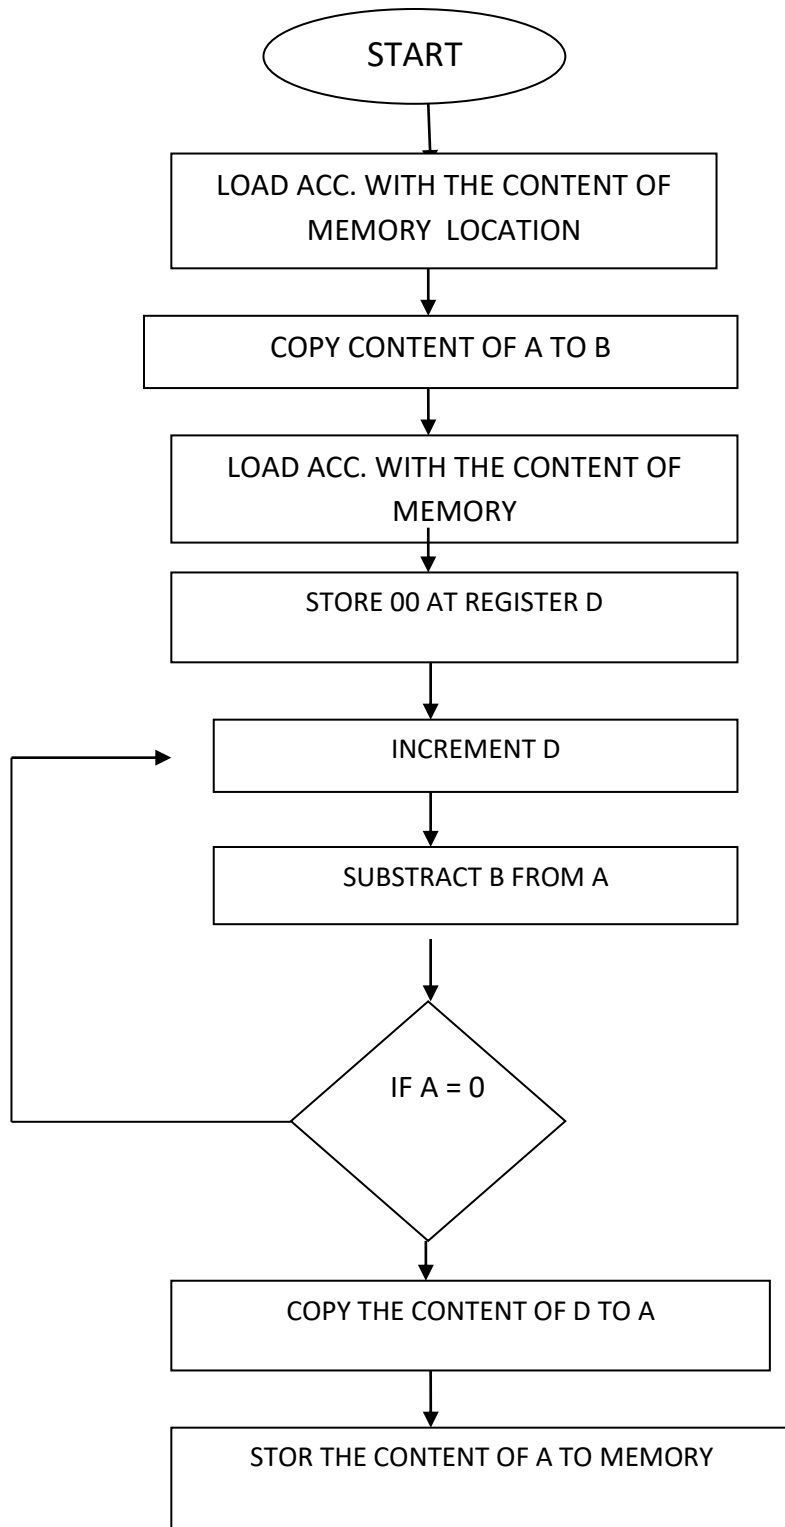 START
LOAD ACC. WITH THE CONTENT OF
MEMORY LOCATION
COPY CONTENT OF A TO B
LOAD ACC. WITH THE CONTENT OF
MEMORY
STORE 00 AT REGISTER D
INCREMENT D
SUBSTRACT B FROM A
IF A = 0
COPY THE CONTENT OF D TO A
STOR THE CONTENT OF A TO MEMORY